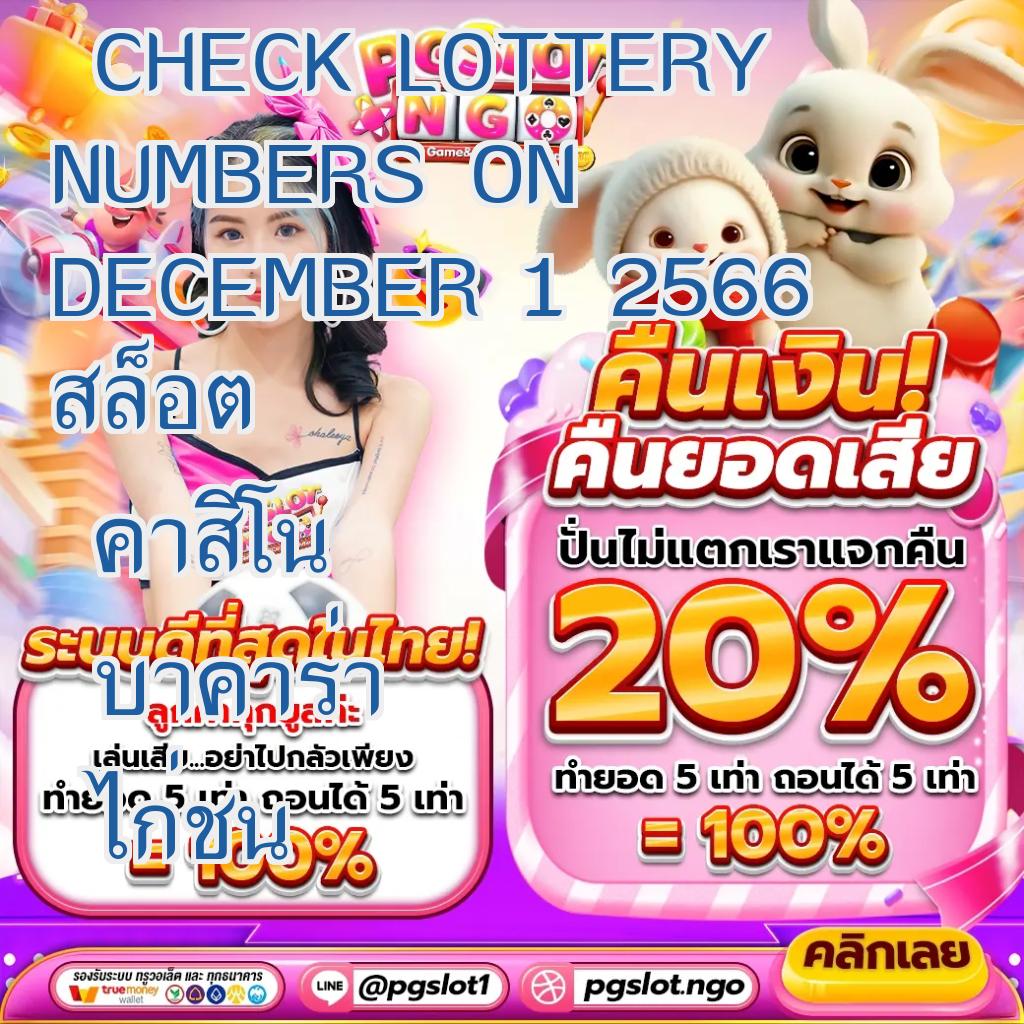 CHECK LOTTERY
NUMBERS ON
DECEMBER 1 2566
สล็อต
คาสิโน
บาคาร่า
ไก่ชน
PGSLOT
NGO
Game&
คืนเงิน!
คืนยอดเสีย
ปั่นไม่แตกเราแจกคืน
20%
ทำยอด 5 เท่า ถอนได้ 5 เท่า
= 100%
ระบบดีที่สุดในไทย!
เล่นเสีย...อย่าไปกลัวเพียง
ทำยอด 5 เท่า ถอนได้ 5 เท่า
= 100%
คลิกเลย
รองรับระบบ ทรูวอเล็ต และ ทุกธนาคาร
truemoney
wallet
LINE @pgslot1
pgslot.ngo